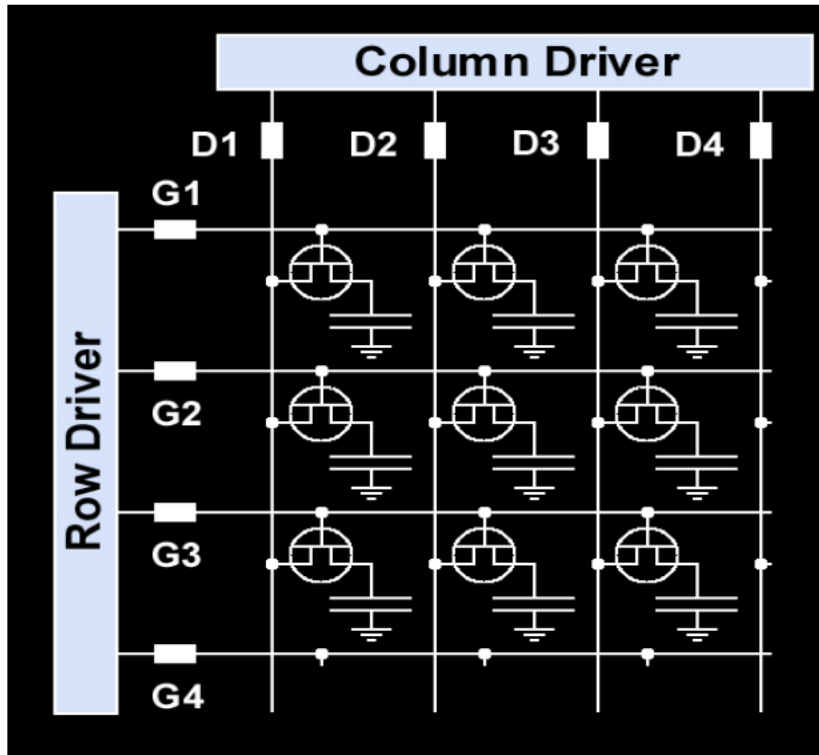 Column Driver
D1 D2 D3 D4
G1
Row Driver
G2
G3
G4